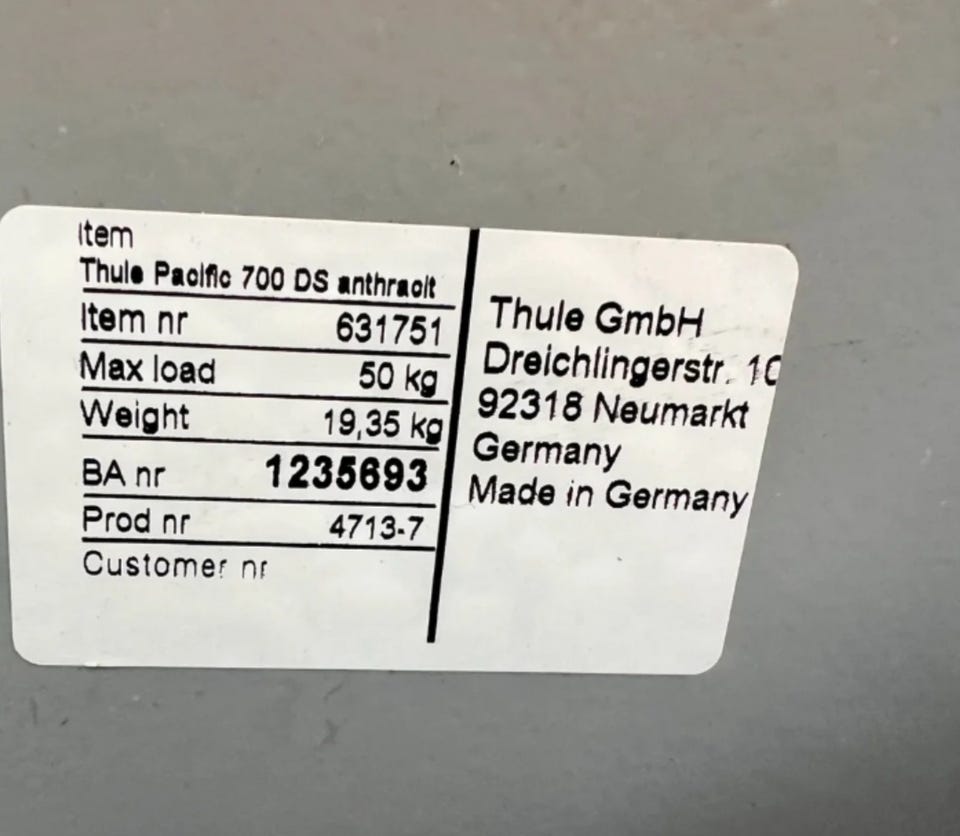 Item
Thule Pacific 700 DS anthracit
Item nr 631751
Max load 50 kg
Weight 19,35 kg
BA nr 1235693
Prod nr 4713-7
Customer nr
Thule GmbH
Dreichlingerstr.
92318 Neumarkt
Germany
Made in Germany